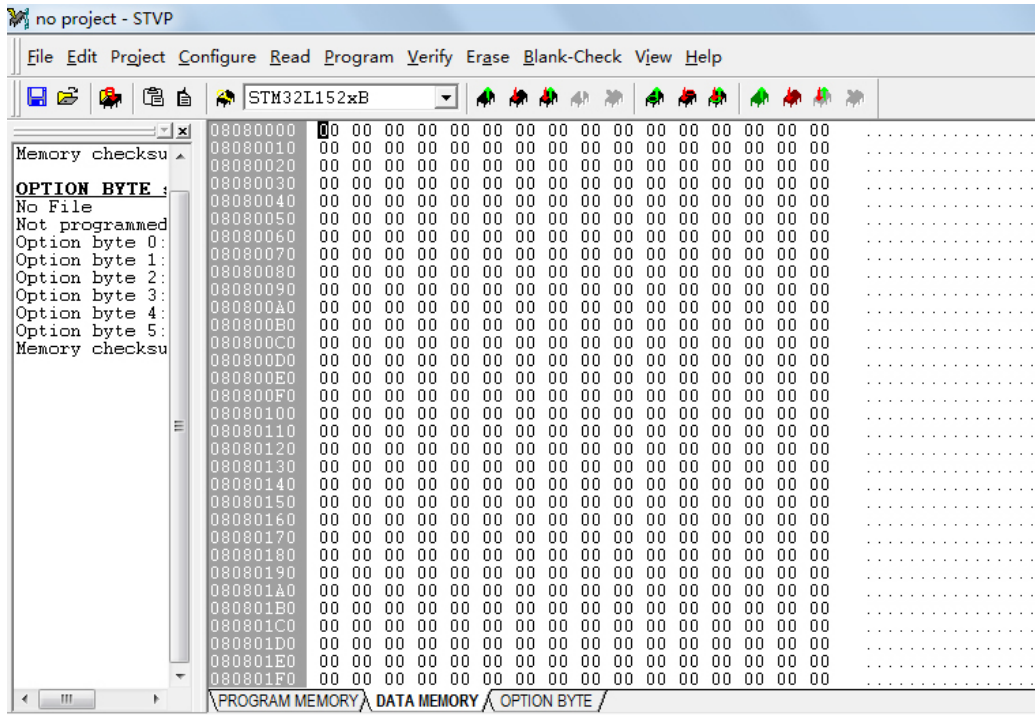 no project - STVP
File Edit Project Configure Read Program Verify Erase Blank-Check View Help
STM32L152xB
Memory checksu
OPTION BYTE :
No File
Not programmed
Option byte 0:
Option byte 1:
Option byte 2:
Option byte 3:
Option byte 4:
Option byte 5:
Memory checksu
08080000 00 00 00 00 00 00 00 00 00 00 00 00 00 00 00 00 ................
08080010 00 00 00 00 00 00 00 00 00 00 00 00 00 00 00 00 ................
08080020 00 00 00 00 00 00 00 00 00 00 00 00 00 00 00 00 ................
08080030 00 00 00 00 00 00 00 00 00 00 00 00 00 00 00 00 ................
08080040 00 00 00 00 00 00 00 00 00 00 00 00 00 00 00 00 ................
08080050 00 00 00 00 00 00 00 00 00 00 00 00 00 00 00 00 ................
08080060 00 00 00 00 00 00 00 00 00 00 00 00 00 00 00 00 ................
08080070 00 00 00 00 00 00 00 00 00 00 00 00 00 00 00 00 ................
08080080 00 00 00 00 00 00 00 00 00 00 00 00 00 00 00 00 ................
08080090 00 00 00 00 00 00 00 00 00 00 00 00 00 00 00 00 ................
080800A0 00 00 00 00 00 00 00 00 00 00 00 00 00 00 00 00 ................
080800B0 00 00 00 00 00 00 00 00 00 00 00 00 00 00 00 00 ................
080800C0 00 00 00 00 00 00 00 00 00 00 00 00 00 00 00 00 ................
080800D0 00 00 00 00 00 00 00 00 00 00 00 00 00 00 00 00 ................
080800E0 00 00 00 00 00 00 00 00 00 00 00 00 00 00 00 00 ................
080800F0 00 00 00 00 00 00 00 00 00 00 00 00 00 00 00 00 ................
08080100 00 00 00 00 00 00 00 00 00 00 00 00 00 00 00 00 ................
08080110 00 00 00 00 00 00 00 00 00 00 00 00 00 00 00 00 ................
08080120 00 00 00 00 00 00 00 00 00 00 00 00 00 00 00 00 ................
08080130 00 00 00 00 00 00 00 00 00 00 00 00 00 00 00 00 ................
08080140 00 00 00 00 00 00 00 00 00 00 00 00 00 00 00 00 ................
08080150 00 00 00 00 00 00 00 00 00 00 00 00 00 00 00 00 ................
08080160 00 00 00 00 00 00 00 00 00 00 00 00 00 00 00 00 ................
08080170 00 00 00 00 00 00 00 00 00 00 00 00 00 00 00 00 ................
08080180 00 00 00 00 00 00 00 00 00 00 00 00 00 00 00 00 ................
08080190 00 00 00 00 00 00 00 00 00 00 00 00 00 00 00 00 ................
080801A0 00 00 00 00 00 00 00 00 00 00 00 00 00 00 00 00 ................
080801B0 00 00 00 00 00 00 00 00 00 00 00 00 00 00 00 00 ................
080801C0 00 00 00 00 00 00 00 00 00 00 00 00 00 00 00 00 ................
080801D0 00 00 00 00 00 00 00 00 00 00 00 00 00 00 00 00 ................
080801E0 00 00 00 00 00 00 00 00 00 00 00 00 00 00 00 00 ................
080801F0 00 00 00 00 00 00 00 00 00 00 00 00 00 00 00 00 ................
PROGRAM MEMORY DATA MEMORY OPTION BYTE